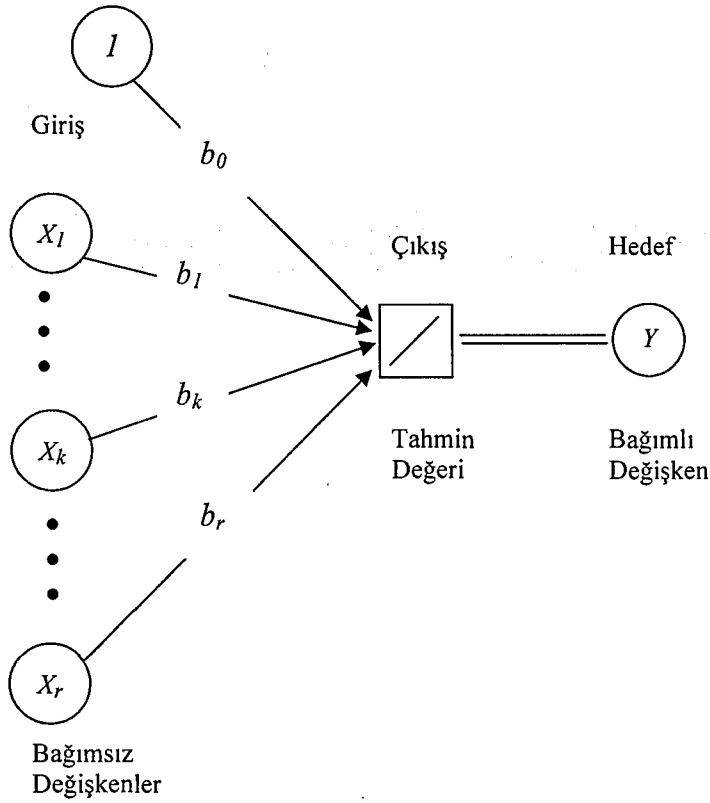 1
Giriş
b0
X1
b1
Çıkış
Hedef
Y
bk
Xk
Tahmin
Değeri
Bağımlı
Değişken
br
Xr
Bağımsız
Değişkenler